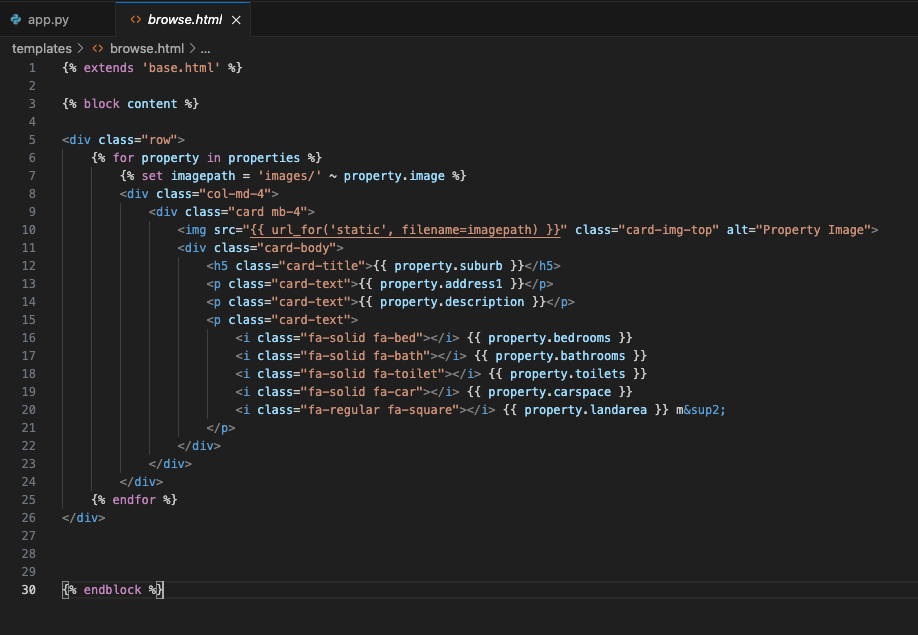 app.py
browse.html
templates > browse.html > ...
1 {% extends 'base.html' %}
2
3 {% block content %}
4
5 <div class="row">
6     {% for property in properties %}
7         {% set imagepath = 'images/' ~ property.image %}
8         <div class="col-md-4">
9             <div class="card mb-4">
10                 <img src="{{ url_for('static', filename=imagepath) }}" class="card-img-top" alt="Property Image">
11                 <div class="card-body">
12                     <h5 class="card-title">{{ property.suburb }}</h5>
13                     <p class="card-text">{{ property.address1 }}</p>
14                     <p class="card-text">{{ property.description }}</p>
15                     <p class="card-text">
16                         <i class="fa-solid fa-bed"></i> {{ property.bedrooms }}
17                         <i class="fa-solid fa-bath"></i> {{ property.bathrooms }}
18                         <i class="fa-solid fa-toilet"></i> {{ property.toilets }}
19                         <i class="fa-solid fa-car"></i> {{ property.carspace }}
20                         <i class="fa-regular fa-square"></i> {{ property.landarea }} m&sup2;
21                     </p>
22                 </div>
23             </div>
24         </div>
25     {% endfor %}
26 </div>
27
28
29
30 {% endblock %}